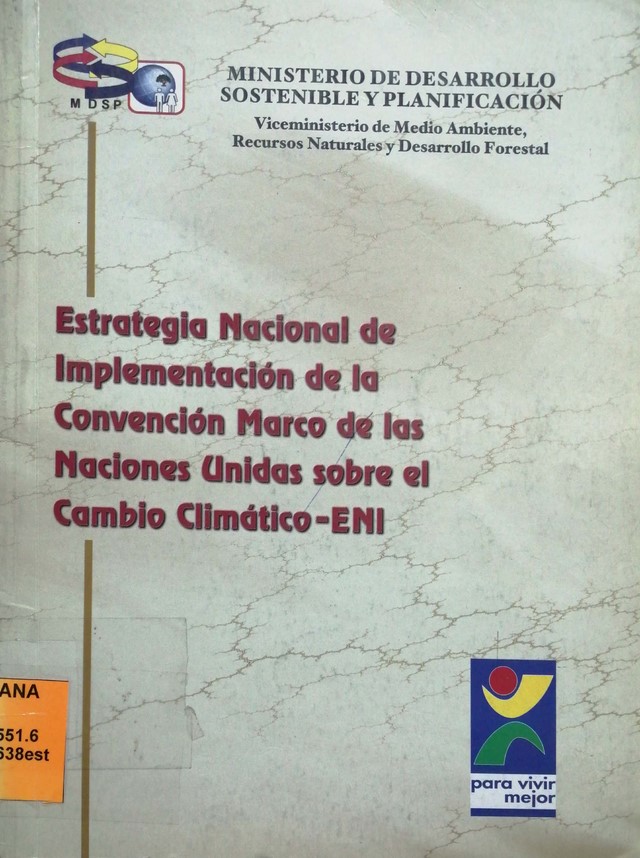 MDSP
MINISTERIO DE DESARROLLO
SOSTENIBLE Y PLANIFICACIÓN
Viceministerio de Medio Ambiente,
Recursos Naturales y Desarrollo Forestal
Estrategia Nacional de
Implementación de la
Convención Marco de las
Naciones Unidas sobre el
Cambio Climático-ENI
ANA
551.6
638est
para vivir
mejor